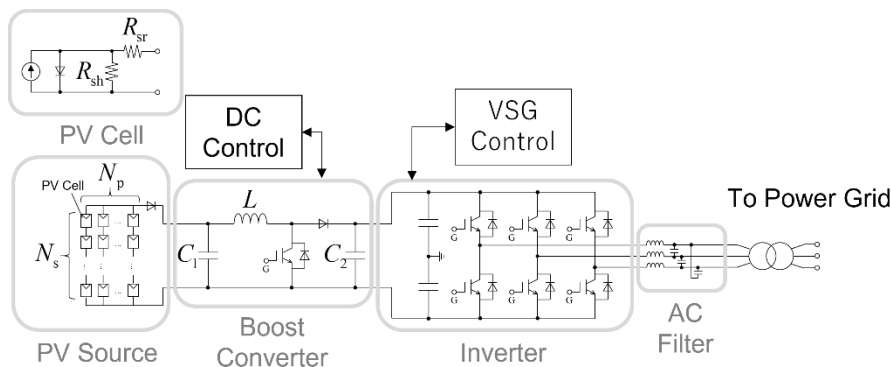 R_sr
R_sh
PV Cell
DC
Control
VSG
Control
N_p
PV Cell
N_s
...
...
...
L
C_1
G
C_2
G
G
G
G
G
G
To Power Grid
PV Source
Boost
Converter
Inverter
AC
Filter